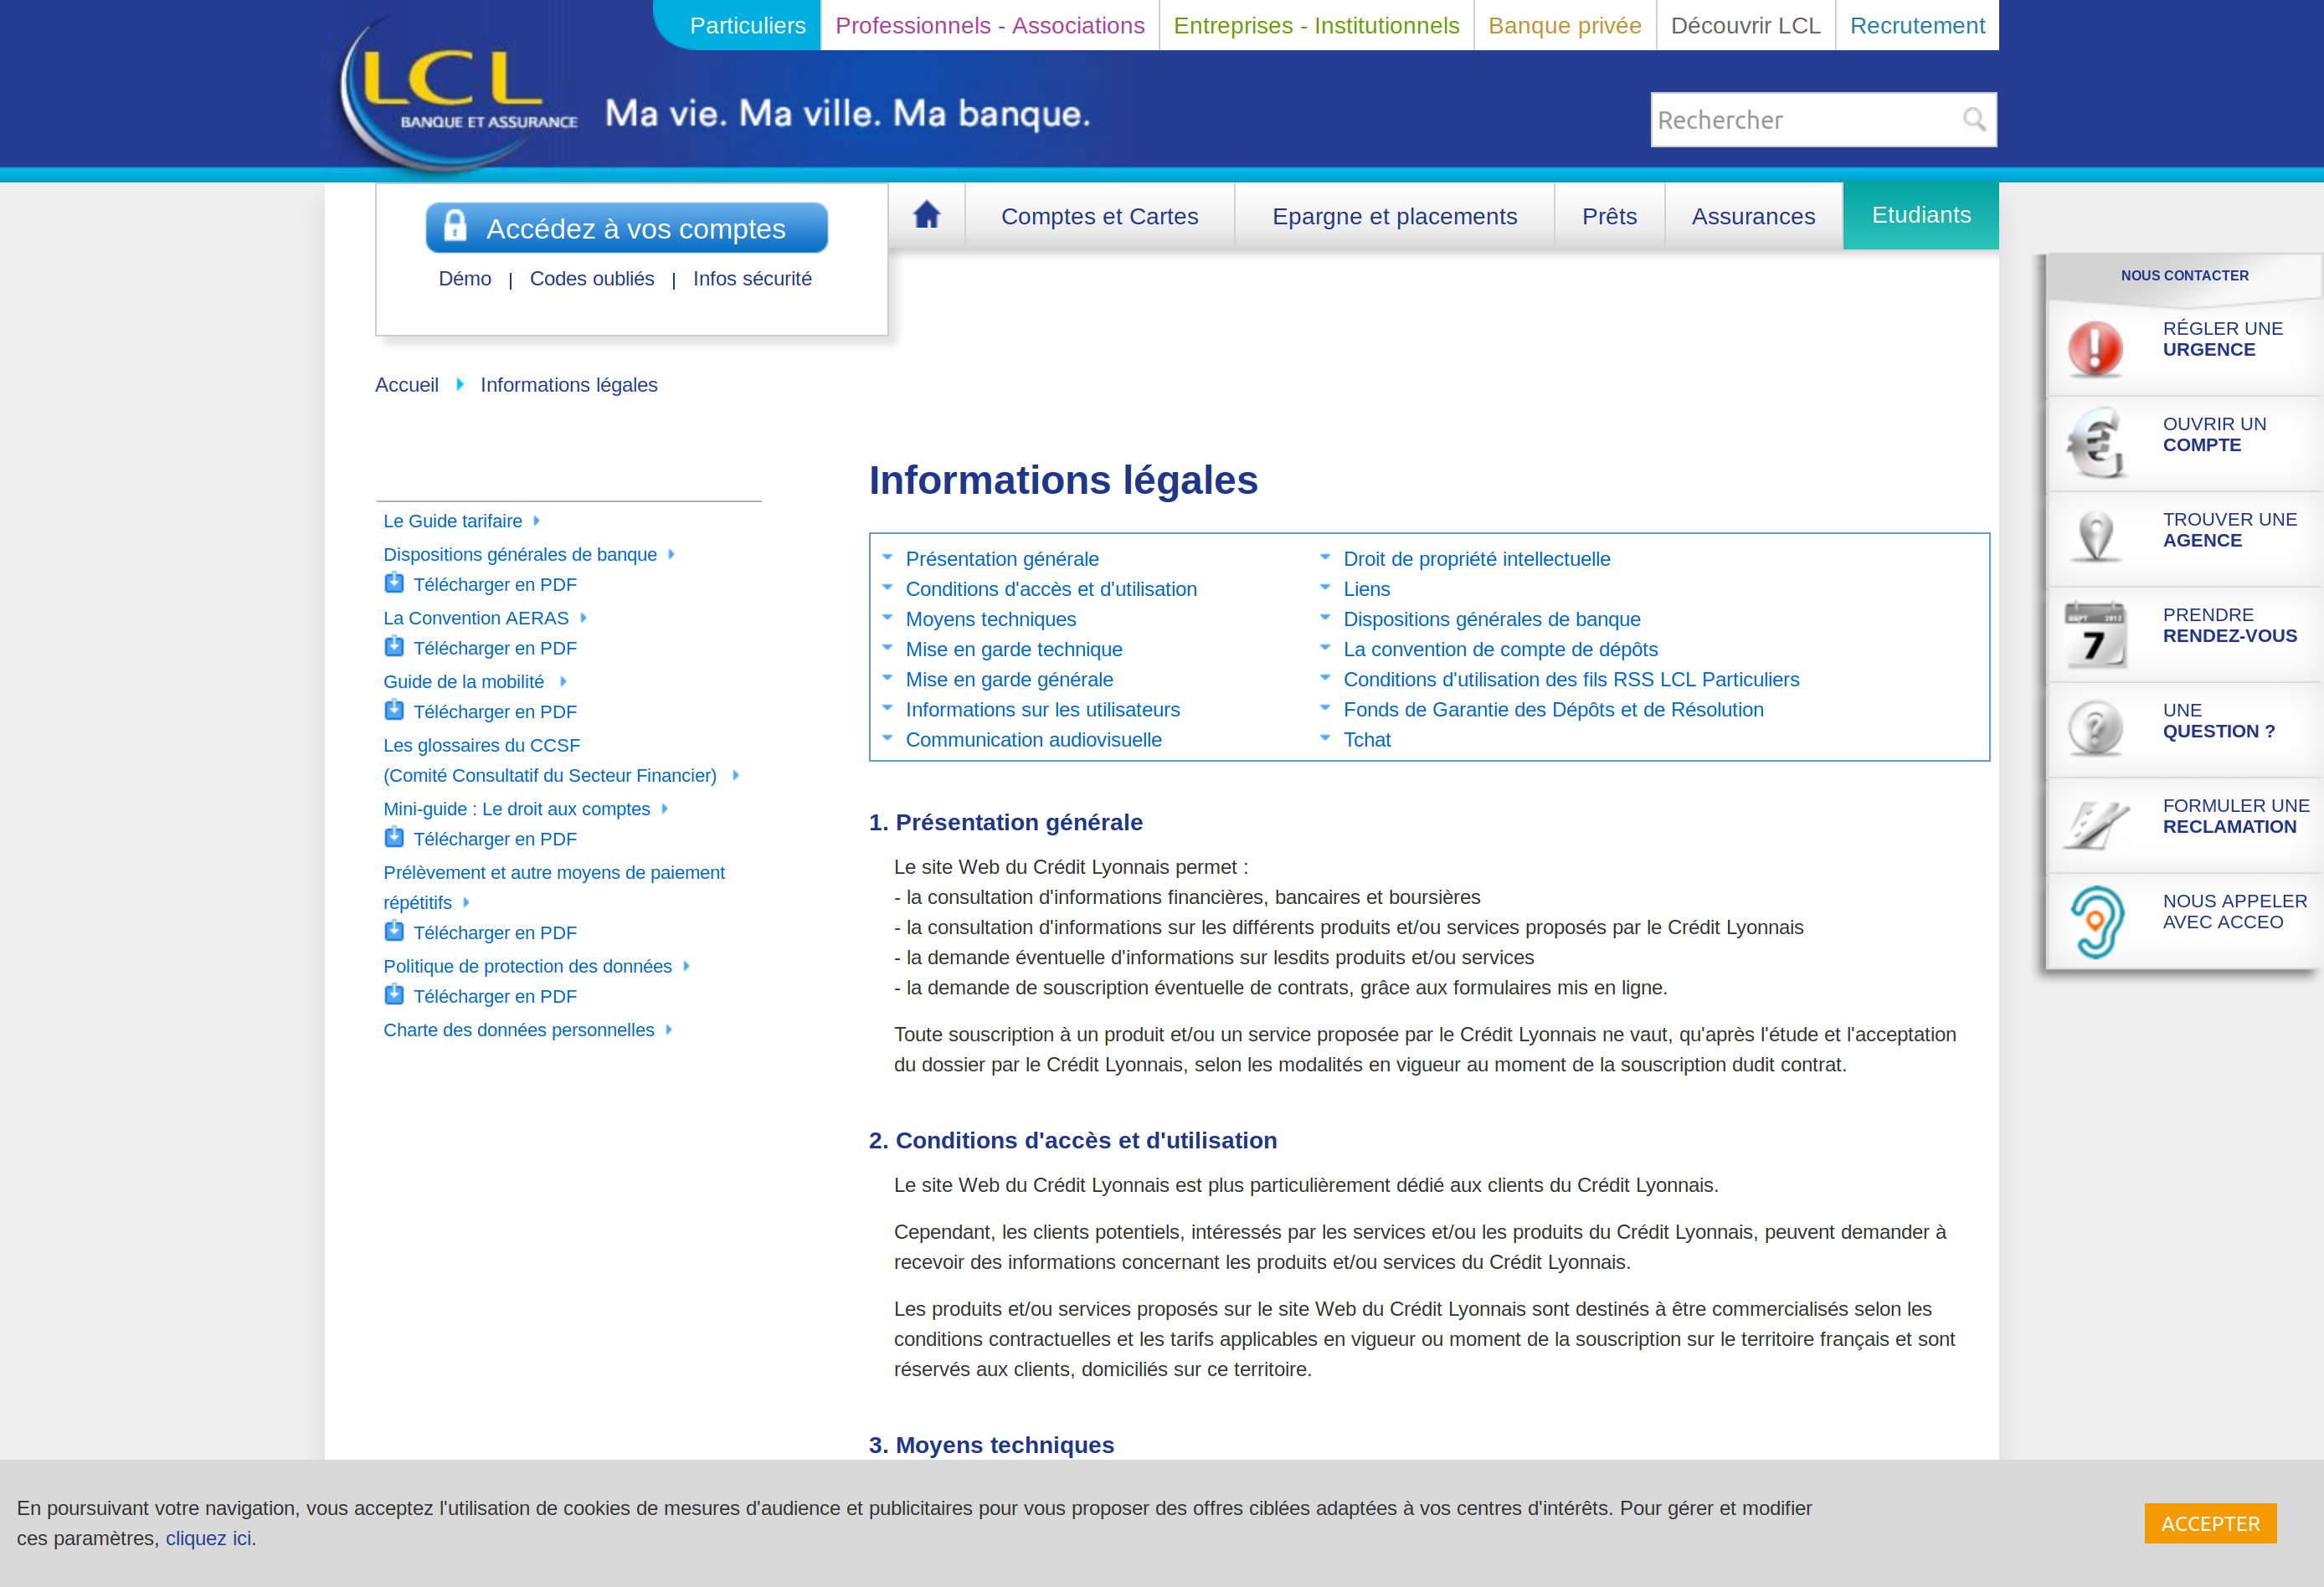 Particuliers
Professionnels - Associations
Entreprises - Institutionnels
Banque privée
Découvrir LCL
Recrutement
LCL
BANQUE ET ASSURANCE
Ma vie. Ma ville. Ma banque.
Rechercher
Accédez à vos comptes
Démo | Codes oubliés | Infos sécurité
Comptes et Cartes
Epargne et placements
Prêts
Assurances
Etudiants
Accueil
Informations légales
Le Guide tarifaire
Dispositions générales de banque
Télécharger en PDF
La Convention AERAS
Télécharger en PDF
Guide de la mobilité
Télécharger en PDF
Les glossaires du CCSF
(Comité Consultatif du Secteur Financier)
Mini-guide : Le droit aux comptes
Télécharger en PDF
Prélèvement et autre moyens de paiement
répétitifs
Télécharger en PDF
Politique de protection des données
Télécharger en PDF
Charte des données personnelles
Informations légales
Présentation générale
Conditions d'accès et d'utilisation
Moyens techniques
Mise en garde technique
Mise en garde générale
Informations sur les utilisateurs
Communication audiovisuelle
Droit de propriété intellectuelle
Liens
Dispositions générales de banque
La convention de compte de dépôts
Conditions d'utilisation des fils RSS LCL Particuliers
Fonds de Garantie des Dépôts et de Résolution
Tchat
1. Présentation générale
Le site Web du Crédit Lyonnais permet :
- la consultation d'informations financières, bancaires et boursières
- la consultation d'informations sur les différents produits et/ou services proposés par le Crédit Lyonnais
- la demande éventuelle d'informations sur lesdits produits et/ou services
- la demande de souscription éventuelle de contrats, grâce aux formulaires mis en ligne.
Toute souscription à un produit et/ou un service proposée par le Crédit Lyonnais ne vaut, qu'après l'étude et l'acceptation
du dossier par le Crédit Lyonnais, selon les modalités en vigueur au moment de la souscription dudit contrat.
2. Conditions d'accès et d'utilisation
Le site Web du Crédit Lyonnais est plus particulièrement dédié aux clients du Crédit Lyonnais.
Cependant, les clients potentiels, intéressés par les services et/ou les produits du Crédit Lyonnais, peuvent demander à
recevoir des informations concernant les produits et/ou services du Crédit Lyonnais.
Les produits et/ou services proposés sur le site Web du Crédit Lyonnais sont destinés à être commercialisés selon les
conditions contractuelles et les tarifs applicables en vigueur ou moment de la souscription sur le territoire français et sont
réservés aux clients, domiciliés sur ce territoire.
3. Moyens techniques
NOUS CONTACTER
RÉGLER UNE
URGENCE
OUVRIR UN
COMPTE
TROUVER UNE
AGENCE
SEPT 2012
7
PRENDRE
RENDEZ-VOUS
UNE
QUESTION ?
FORMULER UNE
RECLAMATION
NOUS APPELER
AVEC ACCEO
En poursuivant votre navigation, vous acceptez l'utilisation de cookies de mesures d'audience et publicitaires pour vous proposer des offres ciblées adaptées à vos centres d'intérêts. Pour gérer et modifier
ces paramètres, cliquez ici.
ACCEPTER